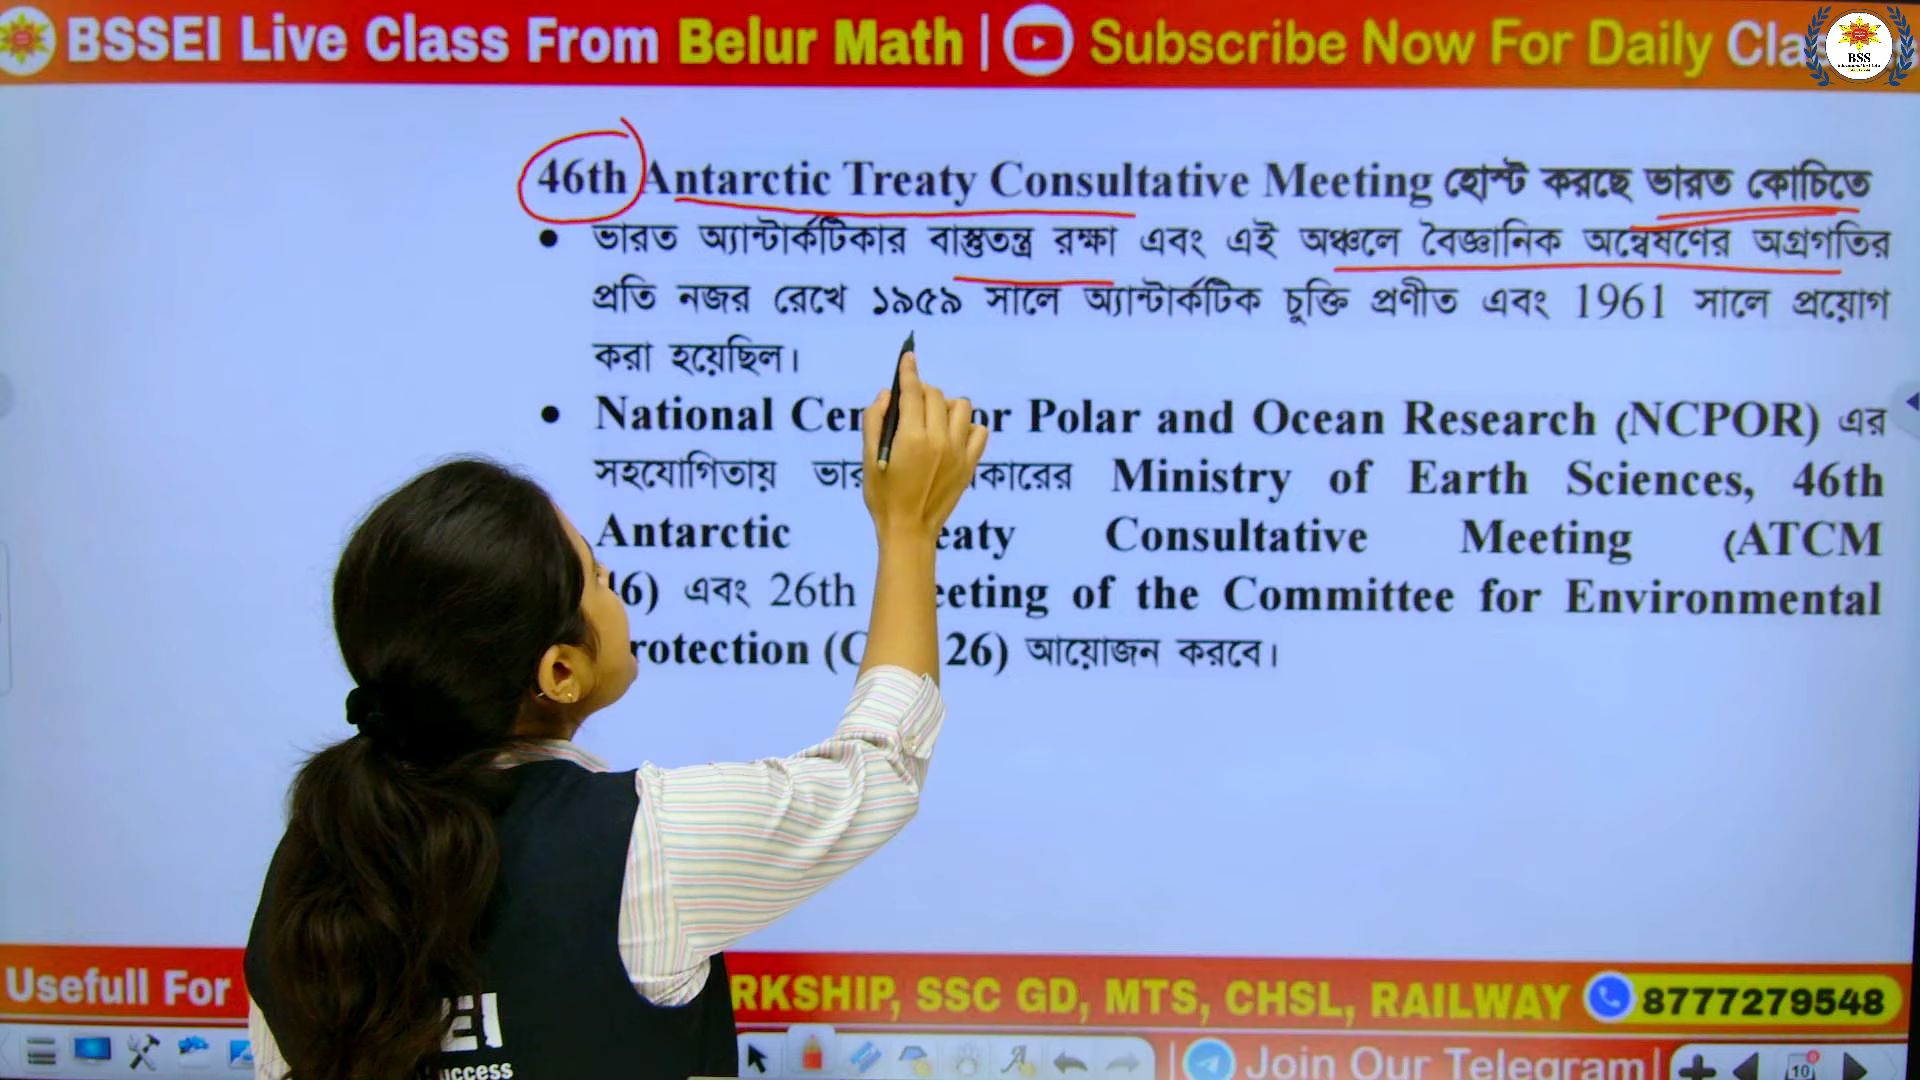 BSSEI Live Class From Belur Math | Subscribe Now For Daily Cla
BSS
46th Antarctic Treaty Consultative Meeting হোস্ট করছে ভারত কোচিতে
• ভারত অ্যান্টার্কটিকার বাস্তুতন্ত্র রক্ষা এবং এই অঞ্চলে বৈজ্ঞানিক অন্বেষণের অগ্রগতির
প্রতি নজর রেখে ১৯৫৯ সালে অ্যান্টার্কটিক চুক্তি প্রণীত এবং 1961 সালে প্রয়োগ
করা হয়েছিল।
• National Cen or Polar and Ocean Research (NCPOR) এর
সহযোগিতায় ভার কারের Ministry of Earth Sciences, 46th
Antarctic eaty Consultative Meeting (ATCM
6) এবং 26th eeting of the Committee for Environmental
rotection (C 26) আয়োজন করবে।
Usefull For RKSHIP, SSC GD, MTS, CHSL, RAILWAY 8777279548
EI
uccess
Join Our Telegram
10